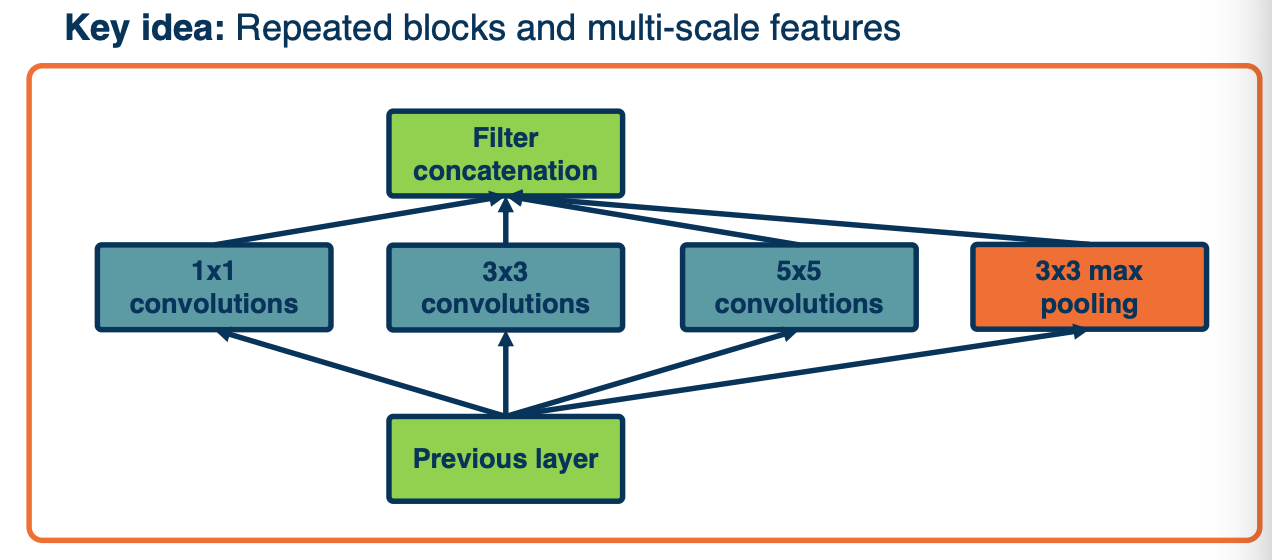 Key idea: Repeated blocks and multi-scale features
Filter
concatenation
1x1
convolutions
3x3
convolutions
5x5
convolutions
3x3 max
pooling
Previous layer